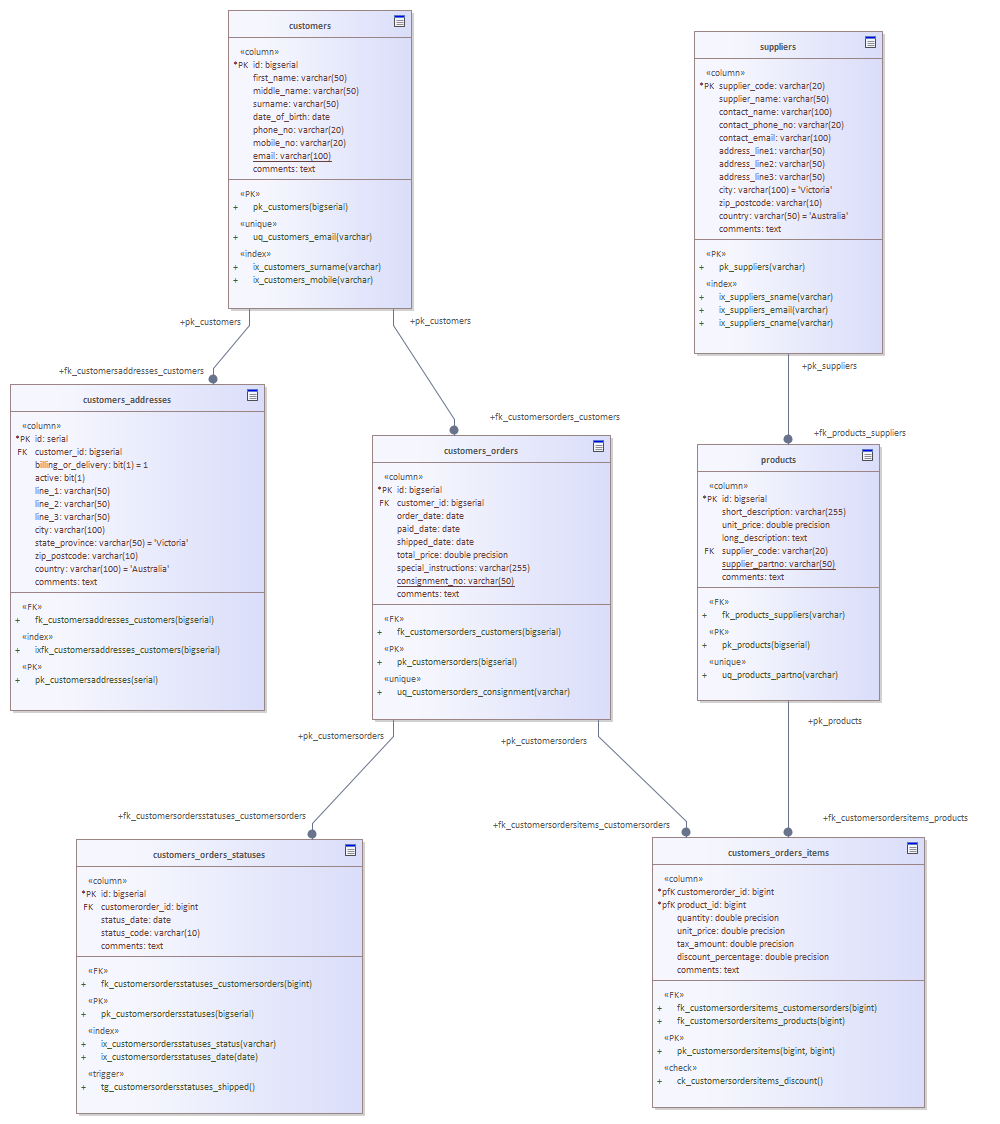 customers
«column»
*PK id: bigserial
first_name: varchar(50)
middle_name: varchar(50)
surname: varchar(50)
date_of_birth: date
phone_no: varchar(20)
mobile_no: varchar(20)
email: varchar(100)
comments: text
«PK»
+ pk_customers(bigserial)
«unique»
+ uq_customers_email(varchar)
«index»
+ ix_customers_surname(varchar)
+ ix_customers_mobile(varchar)
suppliers
«column»
*PK supplier_code: varchar(20)
supplier_name: varchar(50)
contact_name: varchar(100)
contact_phone_no: varchar(20)
contact_email: varchar(100)
address_line1: varchar(50)
address_line2: varchar(50)
address_line3: varchar(50)
city: varchar(100) = 'Victoria'
zip_postcode: varchar(10)
country: varchar(50) = 'Australia'
comments: text
«PK»
+ pk_suppliers(varchar)
«index»
+ ix_suppliers_sname(varchar)
+ ix_suppliers_email(varchar)
+ ix_suppliers_cname(varchar)
+pk_customers
+pk_customers
+fk_customersaddresses_customers
+fk_customersorders_customers
+pk_suppliers
+fk_products_suppliers
customers_addresses
«column»
*PK id: serial
FK customer_id: bigserial
billing_or_delivery: bit(1) = 1
active: bit(1)
line_1: varchar(50)
line_2: varchar(50)
line_3: varchar(50)
city: varchar(100)
state_province: varchar(50) = 'Victoria'
zip_postcode: varchar(10)
country: varchar(100) = 'Australia'
comments: text
«FK»
+ fk_customersaddresses_customers(bigserial)
«index»
+ ixfk_customersaddresses_customers(bigserial)
«PK»
+ pk_customersaddresses(serial)
customers_orders
«column»
*PK id: bigserial
FK customer_id: bigserial
order_date: date
paid_date: date
shipped_date: date
total_price: double precision
special_instructions: varchar(255)
consignment_no: varchar(50)
comments: text
«FK»
+ fk_customersorders_customers(bigserial)
«PK»
+ pk_customersorders(bigserial)
«unique»
+ uq_customersorders_consignment(varchar)
products
«column»
*PK id: bigserial
short_description: varchar(255)
unit_price: double precision
long_description: text
FK supplier_code: varchar(20)
supplier_partno: varchar(50)
comments: text
«FK»
+ fk_products_suppliers(varchar)
«PK»
+ pk_products(bigserial)
«unique»
+ uq_products_partno(varchar)
+pk_customersorders
+pk_customersorders
+pk_products
+fk_customersordersstatuses_customersorders
+fk_customersordersitems_customersorders
+fk_customersordersitems_products
customers_orders_statuses
«column»
*PK id: bigserial
FK customerorder_id: bigint
status_date: date
status_code: varchar(10)
comments: text
«FK»
+ fk_customersordersstatuses_customersorders(bigint)
«PK»
+ pk_customersordersstatuses(bigserial)
«index»
+ ix_customersordersstatuses_status(varchar)
+ ix_customersordersstatuses_date(date)
«trigger»
+ tg_customersordersstatuses_shipped()
customers_orders_items
«column»
*pfK customerorder_id: bigint
*pfK product_id: bigint
quantity: double precision
unit_price: double precision
tax_amount: double precision
discount_percentage: double precision
comments: text
«FK»
+ fk_customersordersitems_customersorders(bigint)
+ fk_customersordersitems_products(bigint)
«PK»
+ pk_customersordersitems(bigint, bigint)
«check»
+ ck_customersordersitems_discount()